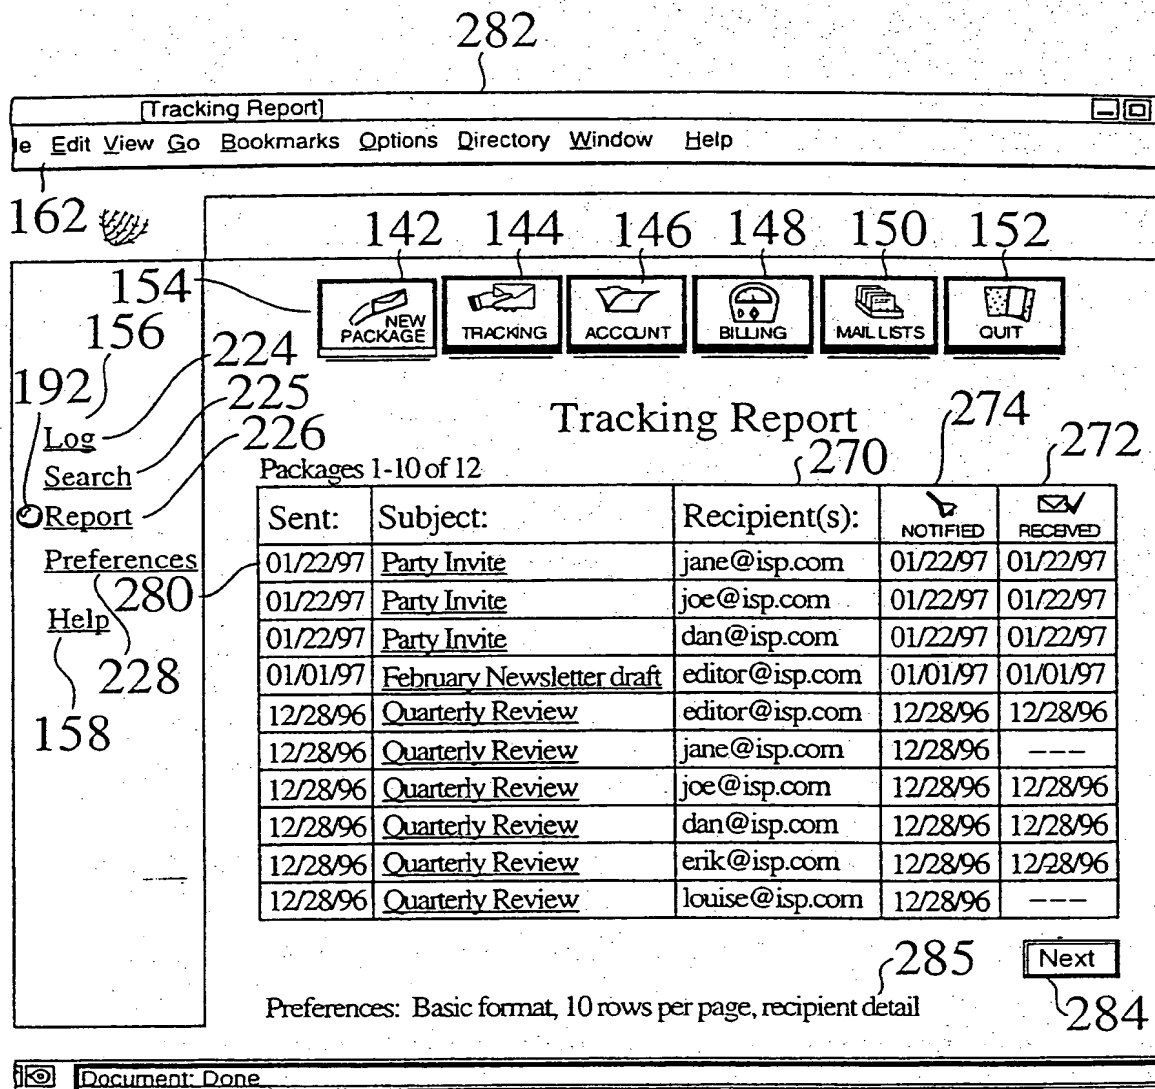 282
[Tracking Report]
le Edit View Go Bookmarks Options Directory Window Help
162
142 144 146 148 150 152
154
NEW PACKAGE TRACKING ACCOUNT BILLING MAIL LISTS QUIT
156
224
192
225
226
Log
Search
Report
Preferences
280
Help
228
158
Tracking Report
274
272
270
Packages 1-10 of 12
Sent: Subject: Recipient(s): NOTIFIED RECEIVED
01/22/97 Party Invite jane@isp.com 01/22/97 01/22/97
01/22/97 Party Invite joe@isp.com 01/22/97 01/22/97
01/22/97 Party Invite dan@isp.com 01/22/97 01/22/97
01/01/97 February Newsletter draft editor@isp.com 01/01/97 01/01/97
12/28/96 Quarterly Review editor@isp.com 12/28/96 12/28/96
12/28/96 Quarterly Review jane@isp.com 12/28/96 ---
12/28/96 Quarterly Review joe@isp.com 12/28/96 12/28/96
12/28/96 Quarterly Review dan@isp.com 12/28/96 12/28/96
12/28/96 Quarterly Review erik@isp.com 12/28/96 12/28/96
12/28/96 Quarterly Review louise@isp.com 12/28/96 ---
285
Next
284
Preferences: Basic format, 10 rows per page, recipient detail
Document: Done